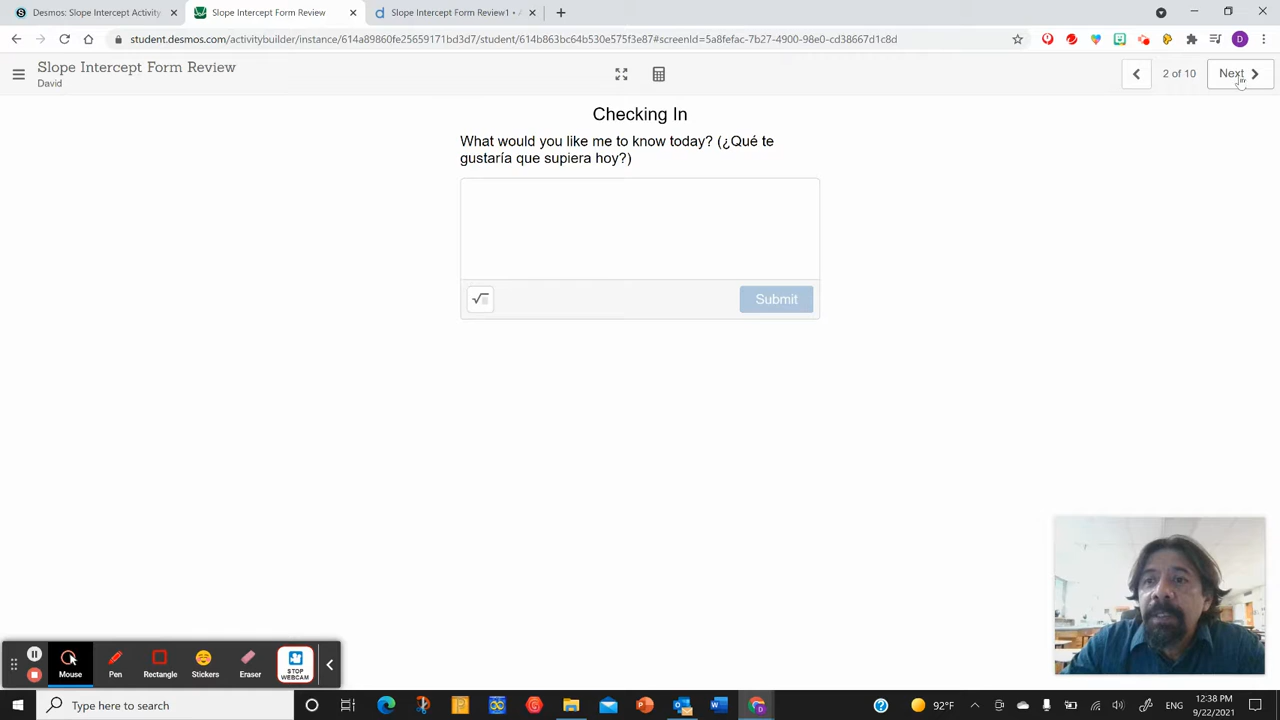 Desmos: Slope Intercept Activity
Slope Intercept Form Review
Slope Intercept Form Review1 -
student.desmos.com/activitybuilder/instance/614a89860fe25659171bd3d7/student/614b863bc64b530e575f3e87#screenId=5a8fefac-7b27-4900-98e0-cd38667d1c8d
D
Slope Intercept Form Review
David
2 of 10
Next
Checking In
What would you like me to know today? (¿Qué te
gustaría que supiera hoy?)
Submit
Mouse
Pen
Rectangle
Stickers
Eraser
STOP
WEBCAM
Type here to search
92°F
ENG
12:38 PM
9/22/2021